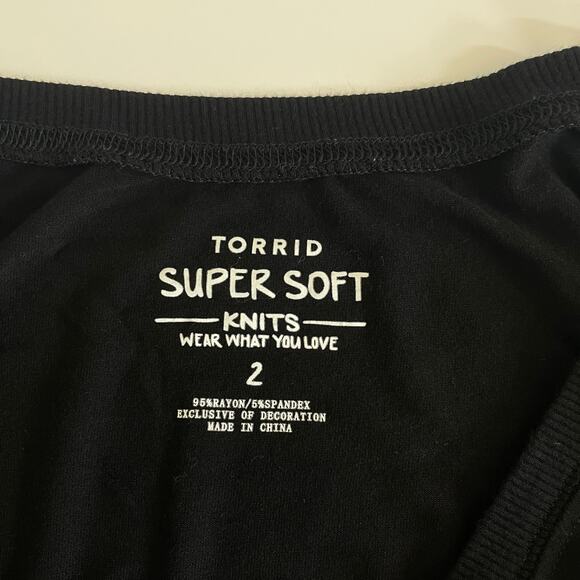 TORRID
SUPER SOFT
KNITS
WEAR WHAT YOU LOVE
2
95%RAYON/5%SPANDEX
EXCLUSIVE OF DECORATION
MADE IN CHINA